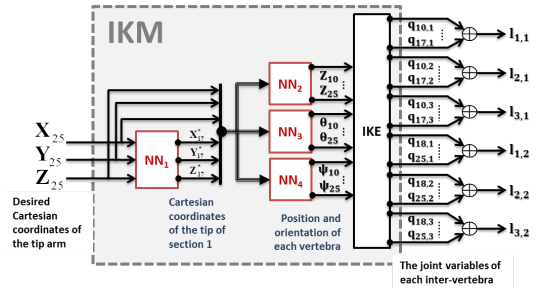 IKM
X25
Y25
Z25
Desired
Cartesian
coordinates of
the tip arm
NN1
X*17
Y*17
Z*17
Cartesian
coordinates of
the tip of
section 1
NN2
NN3
NN4
Z10
Z25
θ10
θ25
ψ10
ψ25
Position and
orientation of
each vertebra
IKE
q10,1
q17,1
l1,1
q10,2
q17,2
l2,1
q10,3
q17,3
l3,1
q18,1
q25,1
l1,2
q18,2
q25,2
l2,2
q18,3
q25,3
l3,2
The joint variables of
each inter-vertebra